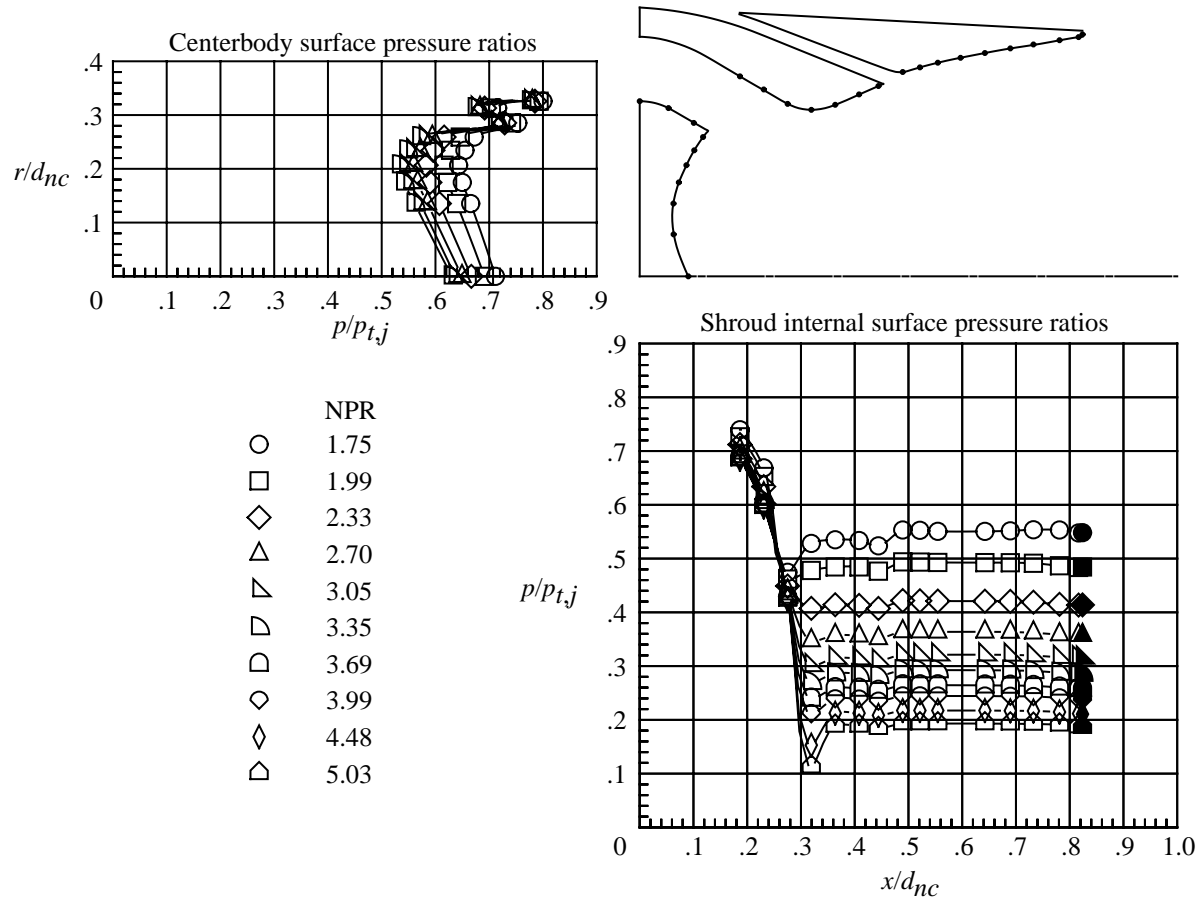 Centerbody surface pressure ratios
.4
.3
r/dnc
.2
.1
0 .1 .2 .3 .4 .5 .6 .7 .8 .9
p/pt,j
NPR
1.75
1.99
2.33
2.70
3.05
3.35
3.69
3.99
4.48
5.03
Shroud internal surface pressure ratios
.9
.8
.7
.6
.5
p/pt,j
.4
.3
.2
.1
0 .1 .2 .3 .4 .5 .6 .7 .8 .9 1.0
x/dnc